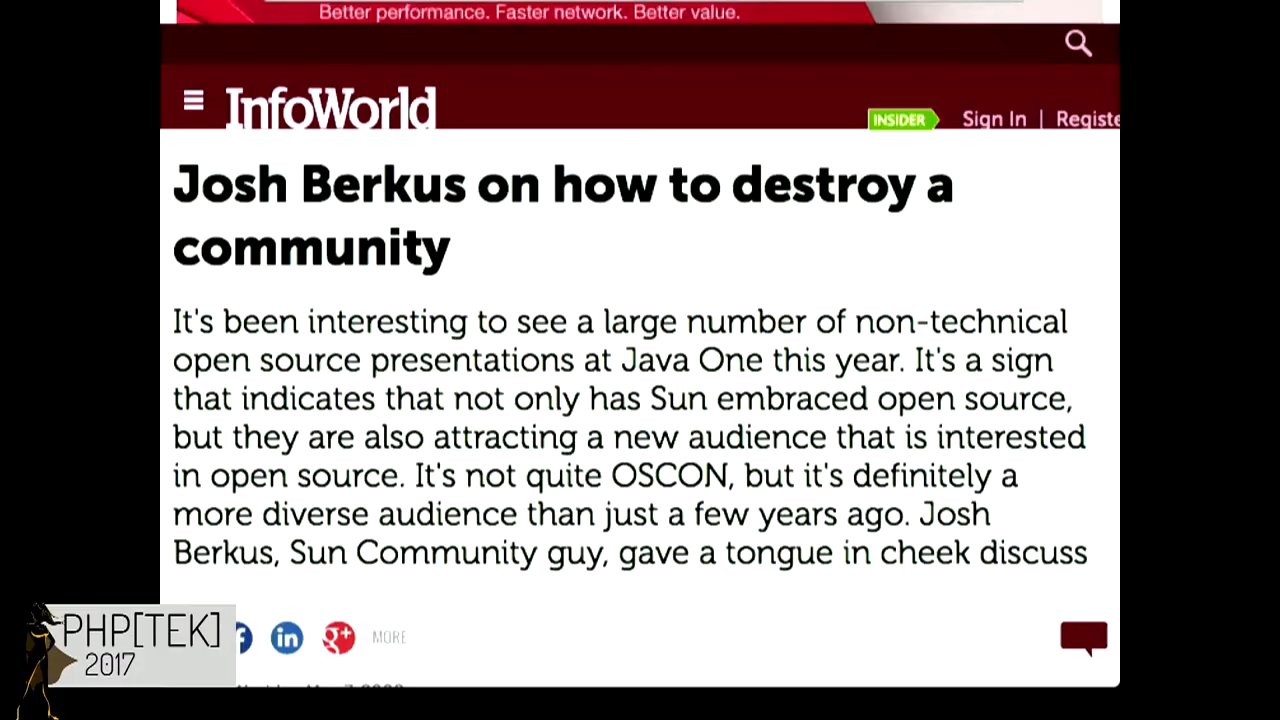 Better performance. Faster network. Better value.
InfoWorld
INSIDER Sign In | Registe
Josh Berkus on how to destroy a
community
It's been interesting to see a large number of non-technical
open source presentations at Java One this year. It's a sign
that indicates that not only has Sun embraced open source,
but they are also attracting a new audience that is interested
in open source. It's not quite OSCON, but it's definitely a
more diverse audience than just a few years ago. Josh
Berkus, Sun Community guy, gave a tongue in cheek discuss
PHP[TEK]
2017
f in g+ MORE